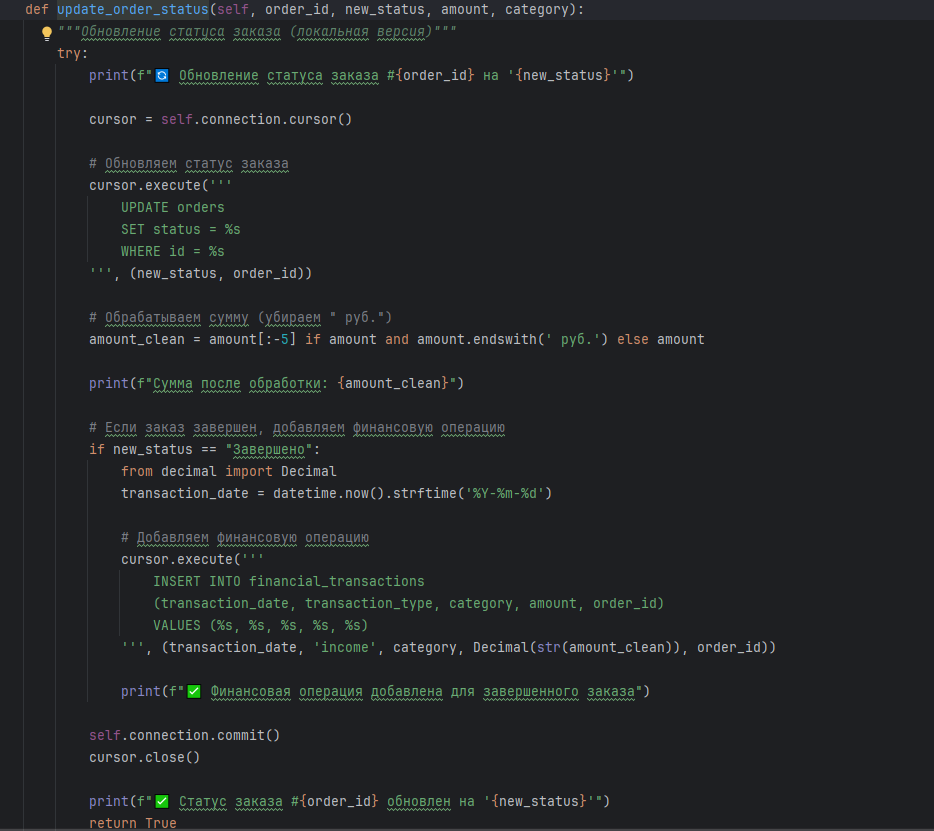 def update_order_status(self, order_id, new_status, amount, category):
"""Обновление статуса заказа (локальная версия)"""
try:
print(f"🔄 Обновление статуса заказа #{order_id} на '{new_status}'")
cursor = self.connection.cursor()
# Обновляем статус заказа
cursor.execute('''
UPDATE orders
SET status = %s
WHERE id = %s
''', (new_status, order_id))
# Обрабатываем сумму (убираем " руб.")
amount_clean = amount[:-5] if amount and amount.endswith(' руб.') else amount
print(f"Сумма после обработки: {amount_clean}")
# Если заказ завершен, добавляем финансовую операцию
if new_status == "Завершено":
from decimal import Decimal
transaction_date = datetime.now().strftime('%Y-%m-%d')
# Добавляем финансовую операцию
cursor.execute('''
INSERT INTO financial_transactions
(transaction_date, transaction_type, category, amount, order_id)
VALUES (%s, %s, %s, %s, %s)
''', (transaction_date, 'income', category, Decimal(str(amount_clean)), order_id))
print(f"✅ Финансовая операция добавлена для завершенного заказа")
self.connection.commit()
cursor.close()
print(f"✅ Статус заказа #{order_id} обновлен на '{new_status}'")
return True